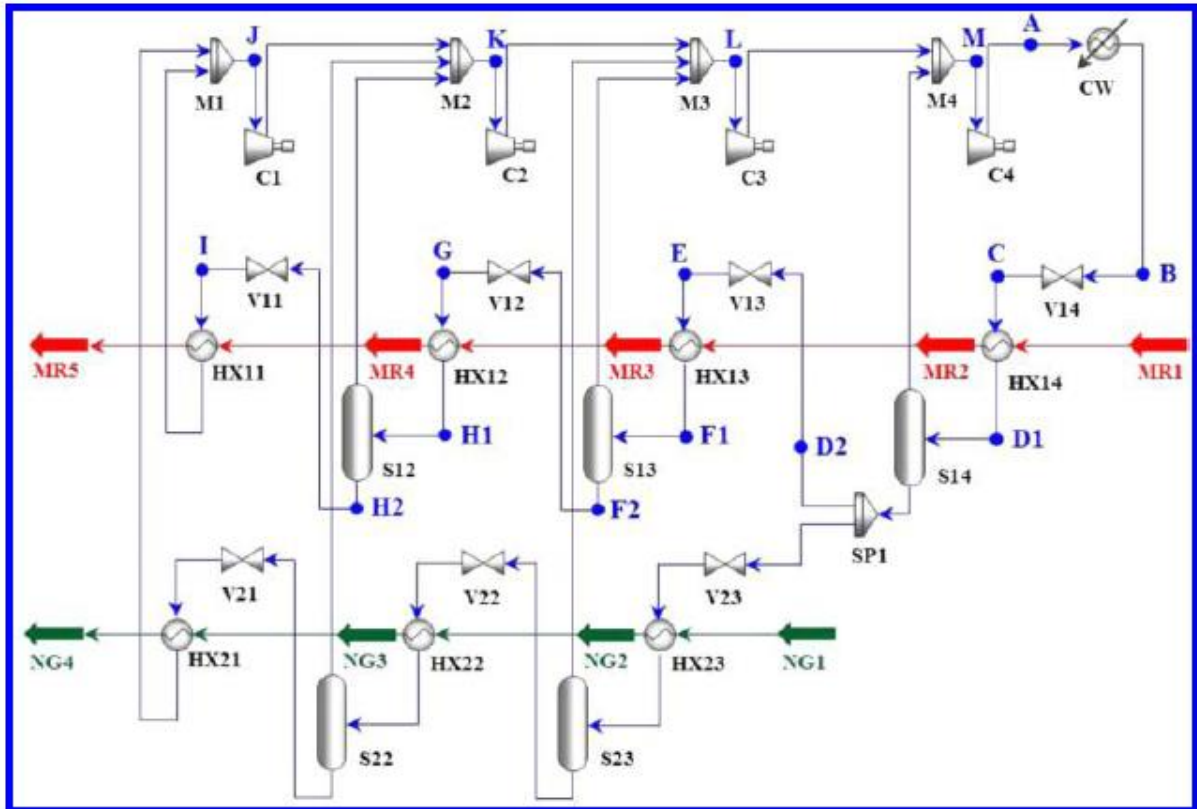 J K L M A
M1 M2 M3 M4 CW
C1 C2 C3 C4
I G E C B
V11 V12 V13 V14
MR5 HX11 MR4 HX12 MR3 HX13 MR2 HX14 MR1
H1 F1 D2 D1
S12 S13 S14
H2 F2 SP1
V21 V22 V23
NG4 HX21 NG3 HX22 NG2 HX23 NG1
S22 S23